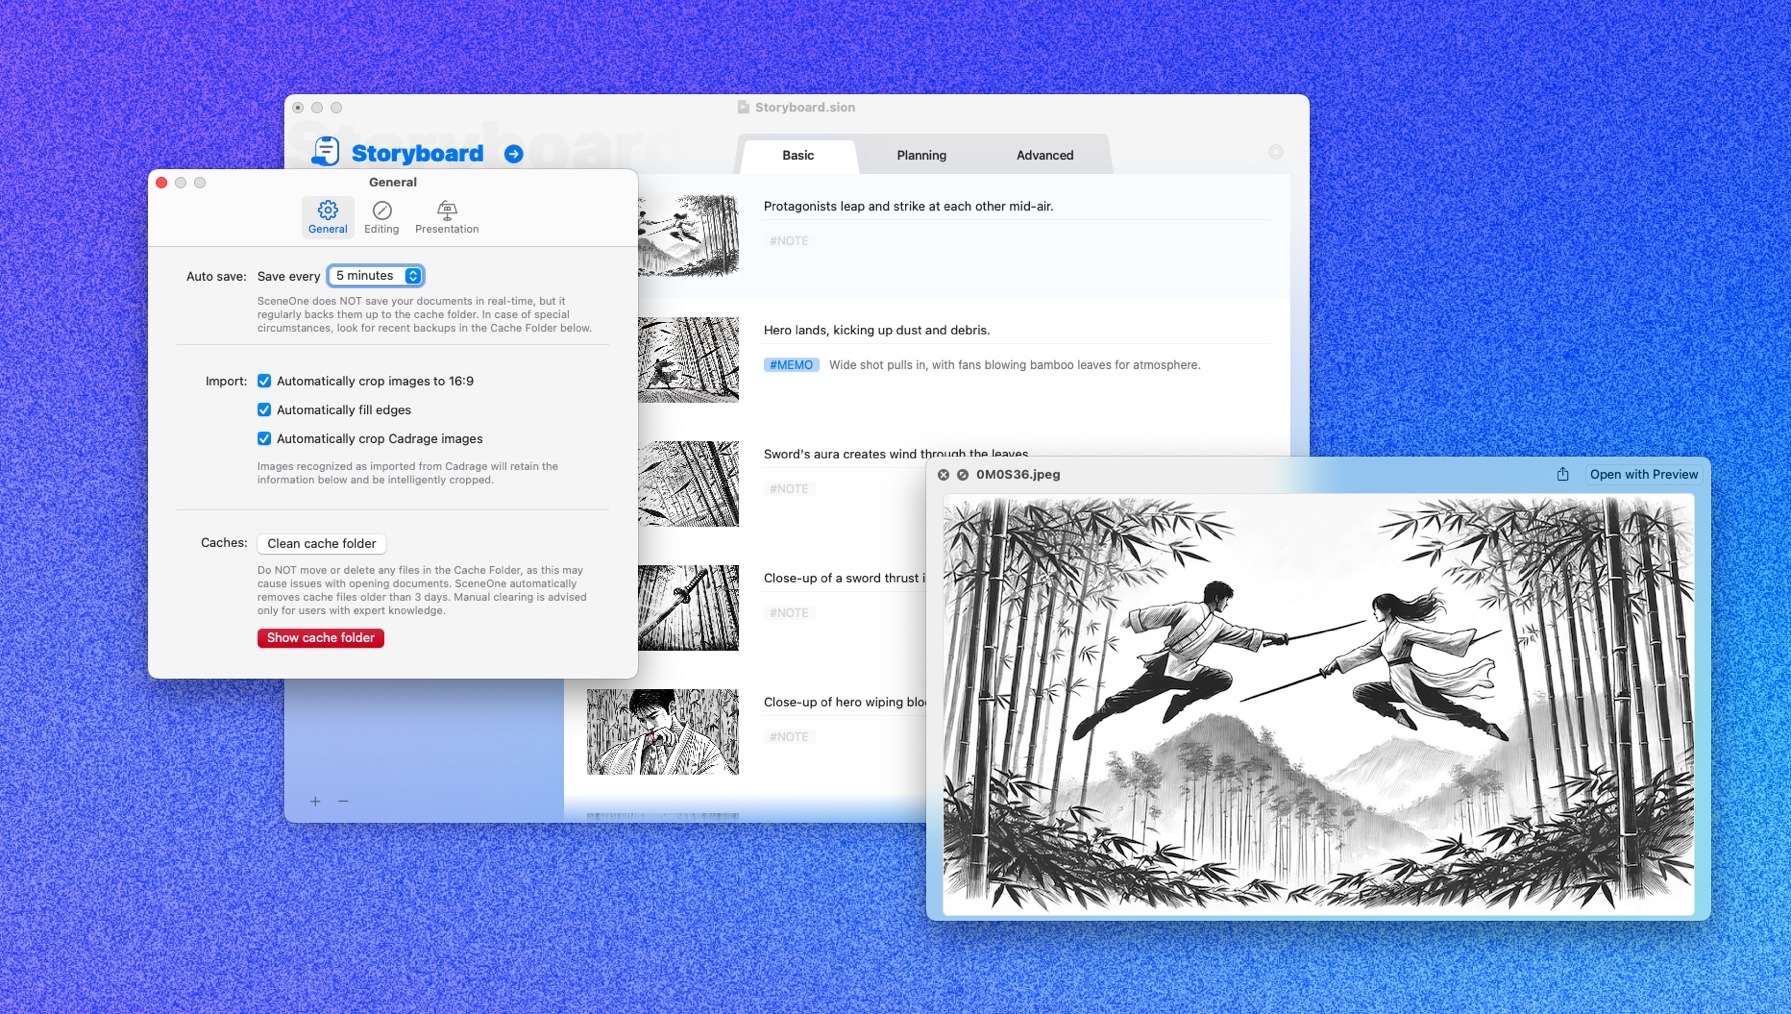 Storyboard.sion
Storyboard
Storyboard
Basic
Planning
Advanced
General
General
Editing
Presentation
Auto save: Save every 5 minutes
SceneOne does NOT save your documents in real-time, but it
regularly backs them up to the cache folder. In case of special
circumstances, look for recent backups in the Cache Folder below.
Import: Automatically crop images to 16:9
Automatically fill edges
Automatically crop Cadrage images
Images recognized as imported from Cadrage will retain the
information below and be intelligently cropped.
Caches: Clean cache folder
Do NOT move or delete any files in the Cache Folder, as this may
cause issues with opening documents. SceneOne automatically
removes cache files older than 3 days. Manual clearing is advised
only for users with expert knowledge.
Show cache folder
Protagonists leap and strike at each other mid-air.
#NOTE
Hero lands, kicking up dust and debris.
#MEMO Wide shot pulls in, with fans blowing bamboo leaves for atmosphere.
Sword's aura creates wind through the leaves
#NOTE
Close-up of a sword thrust
#NOTE
Close-up of hero wiping
#NOTE
0M0S36.jpeg
Open with Preview